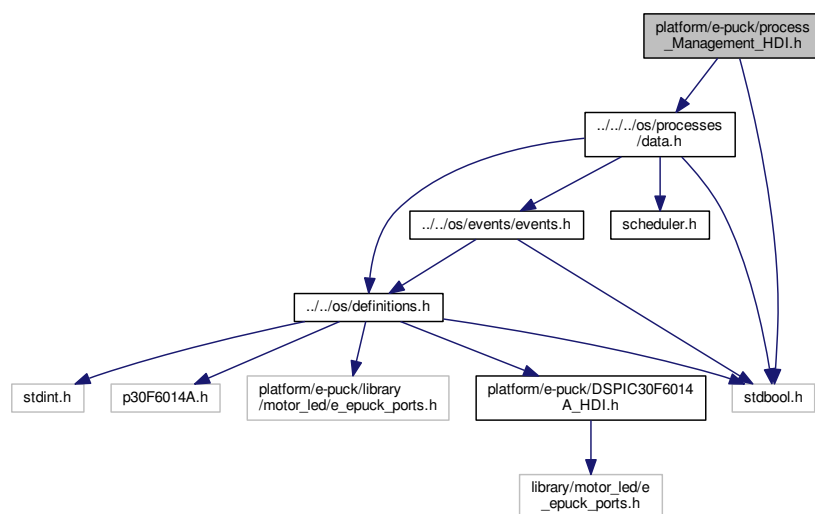 platform/e-puck/process
_Management_HDI.h
../../../os/processes
/data.h
../../os/events/events.h
scheduler.h
../../os/definitions.h
stdint.h
p30F6014A.h
platform/e-puck/library
/motor_led/e_epuck_ports.h
platform/e-puck/DSPIC30F6014
A_HDI.h
stdbool.h
library/motor_led/e
_epuck_ports.h